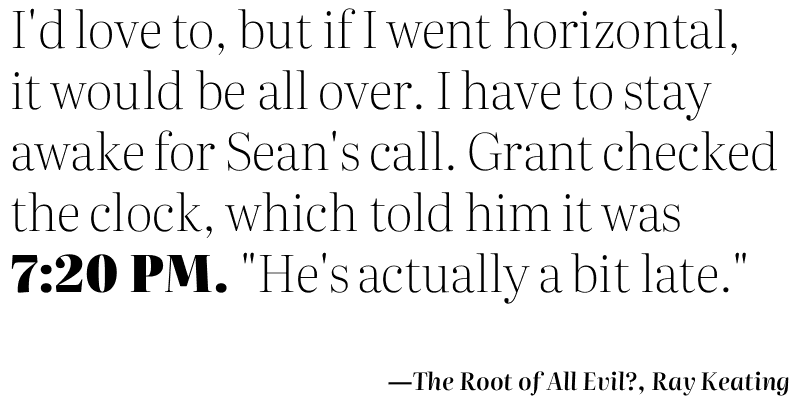 I'd love to, but if I went horizontal,
it would be all over. I have to stay
awake for Sean's call. Grant checked
the clock, which told him it was
7:20 PM. "He's actually a bit late."
—The Root of All Evil?, Ray Keating